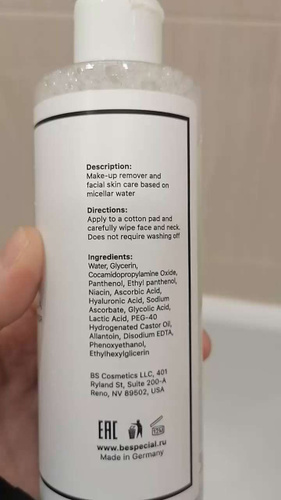 Description:
Make-up remover and
facial skin care based on
micellar water
Directions:
Apply to a cotton pad and
carefully wipe face and neck.
Does not require washing off
Ingredients:
Water, Glycerin,
Cocamidopropylamine Oxide,
Panthenol, Ethyl panthenol,
Niacin, Ascorbic Acid,
Hyaluronic Acid, Sodium
Ascorbate, Glycolic Acid,
Lactic Acid, PEG-40
Hydrogenated Castor Oil,
Allantoin, Disodium EDTA,
Phenoxyethanol,
Ethylhexylglicerin
BS Cosmetics LLC, 401
Ryland St, Suite 200-A
Reno, NV 89502, USA
EAC
www.bespecial.ru
Made in Germany